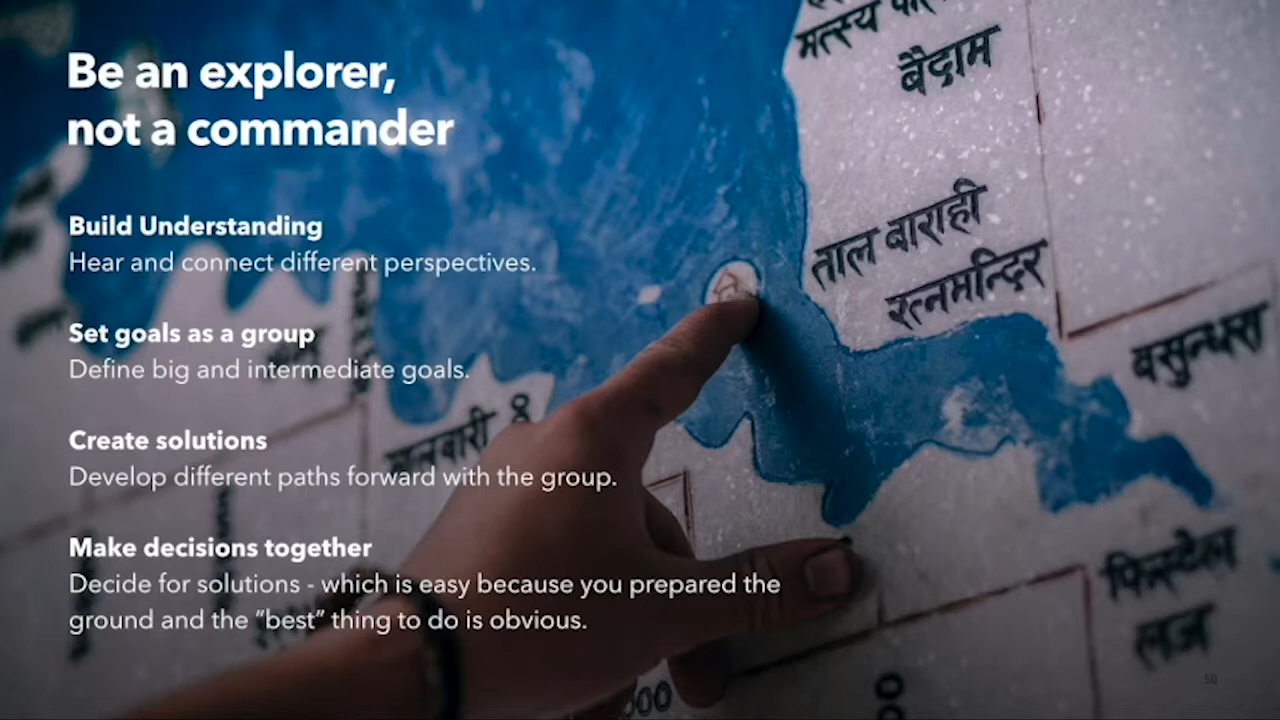 Be an explorer,
not a commander
Build Understanding
Hear and connect different perspectives.
Set goals as a group
Define big and intermediate goals.
Create solutions
Develop different paths forward with the group.
Make decisions together
Decide for solutions - which is easy because you prepared the
ground and the “best” thing to do is obvious.
मत्स्य
बैदाम
ताल बाराही
रत्नमन्दिर
बसुन्धरा
लज
50